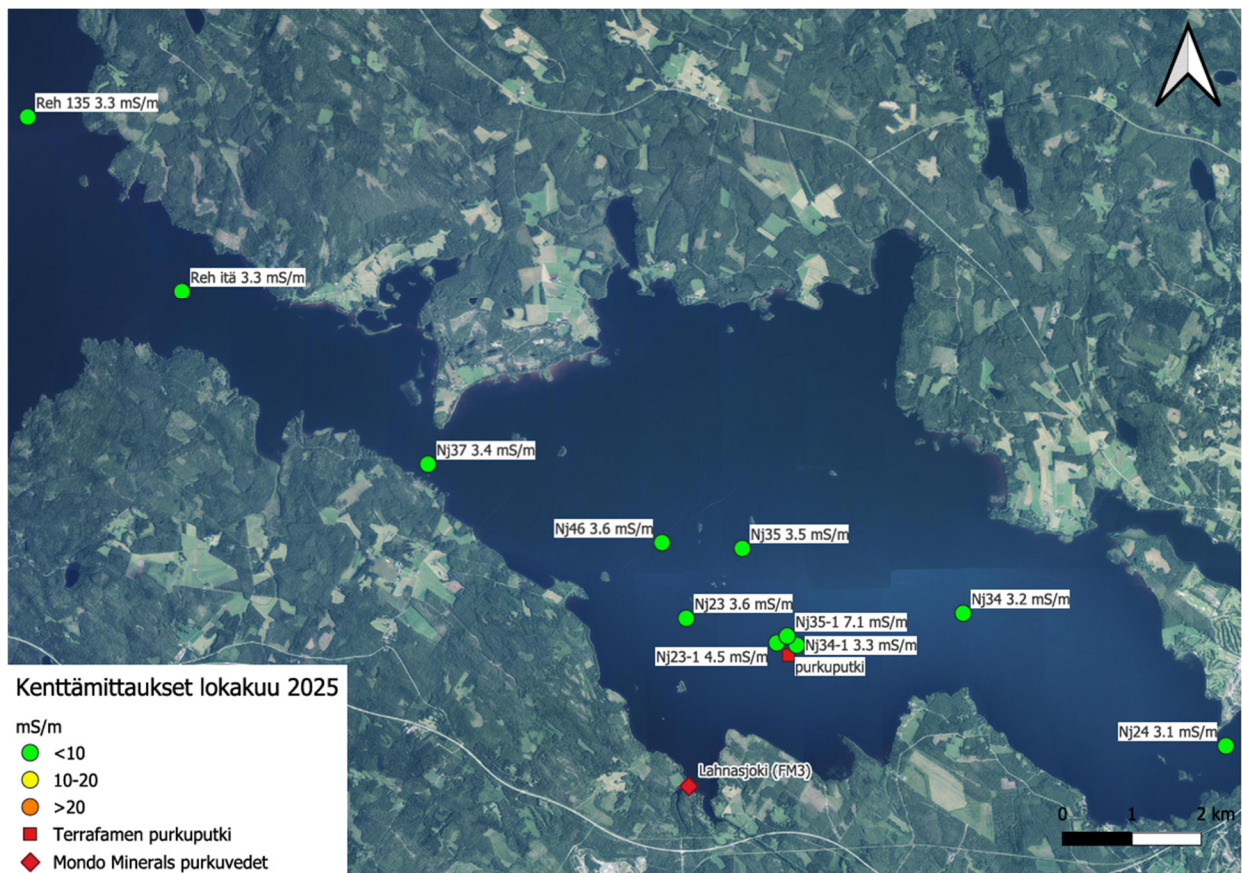 Reh 135 3.3 mS/m
Reh itä 3.3 mS/m
Nj37 3.4 mS/m
Nj46 3.6 mS/m
Nj35 3.5 mS/m
Nj23 3.6 mS/m
Nj34 3.2 mS/m
Nj35-1 7.1 mS/m
Nj34-1 3.3 mS/m
Nj23-1 4.5 mS/m
purkuputki
Nj24 3.1 mS/m
Lahnasjoki (FM3)
Kenttämittaukset lokakuu 2025
mS/m
<10
10-20
>20
Terrafamen purkuputki
Mondo Minerals purkuvedet
0 1 2 km